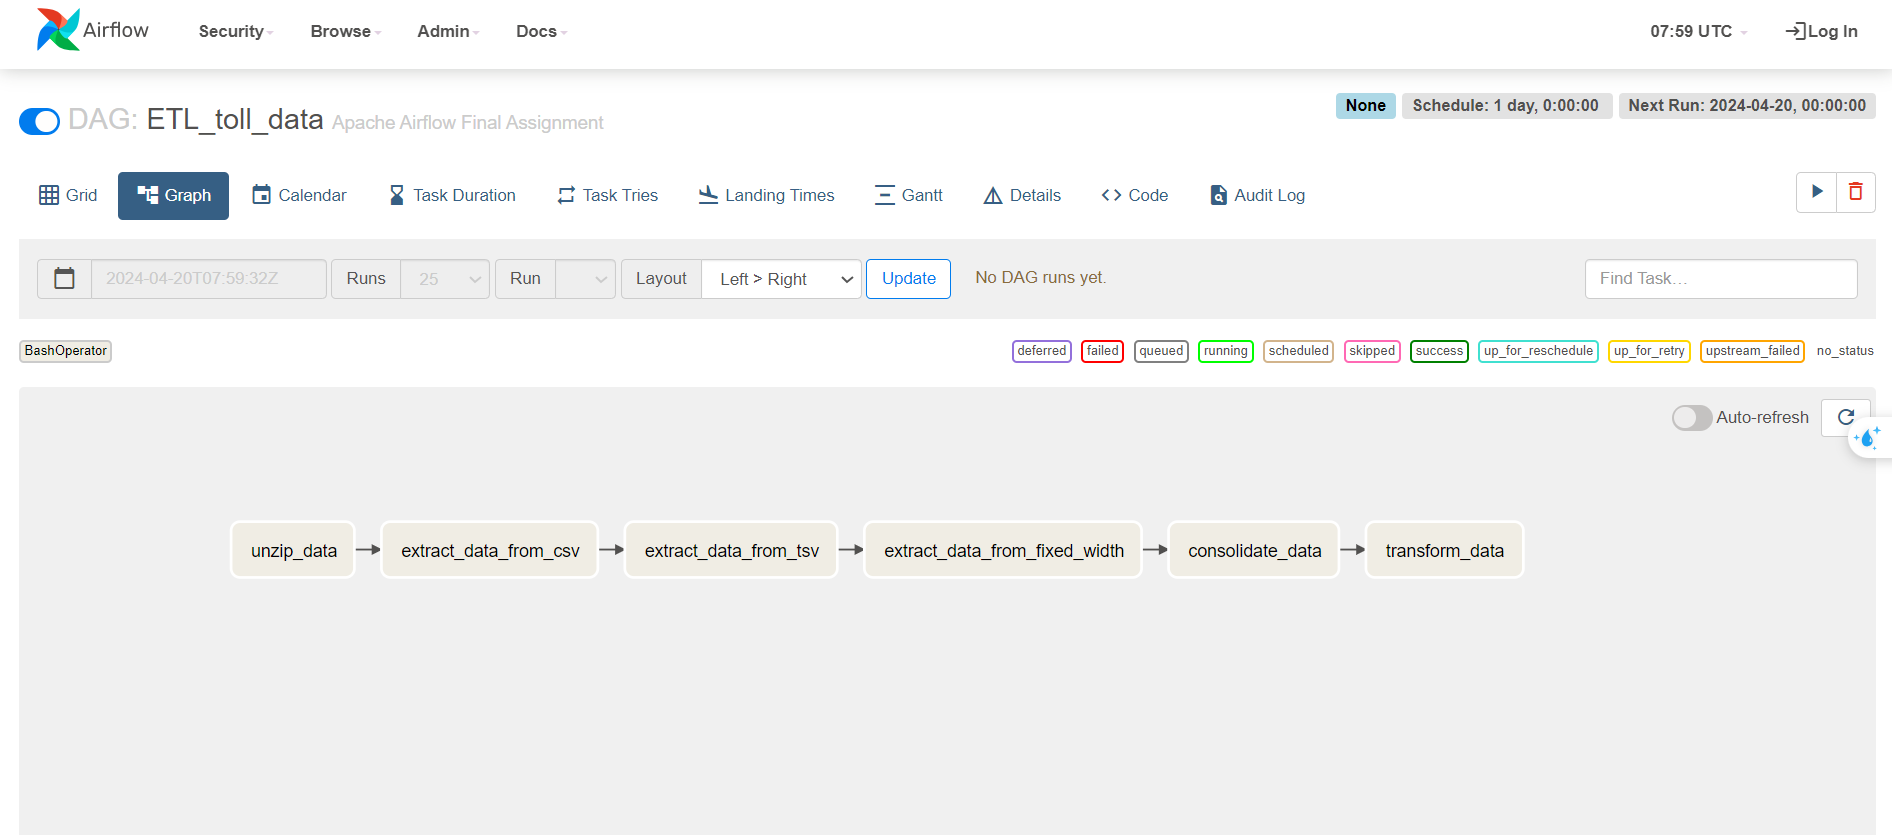 Airflow Security Browse Admin Docs 07:59 UTC Log In
DAG: ETL_toll_data Apache Airflow Final Assignment
None Schedule: 1 day, 0:00:00 Next Run: 2024-04-20, 00:00:00
Grid Graph Calendar Task Duration Task Tries Landing Times Gantt Details Code Audit Log
2024-04-20T07:59:32Z Runs 25 Run Layout Left > Right Update No DAG runs yet. Find Task...
BashOperator deferred failed queued running scheduled skipped success up_for_reschedule up_for_retry upstream_failed no_status
Auto-refresh
unzip_data extract_data_from_csv extract_data_from_tsv extract_data_from_fixed_width consolidate_data transform_data